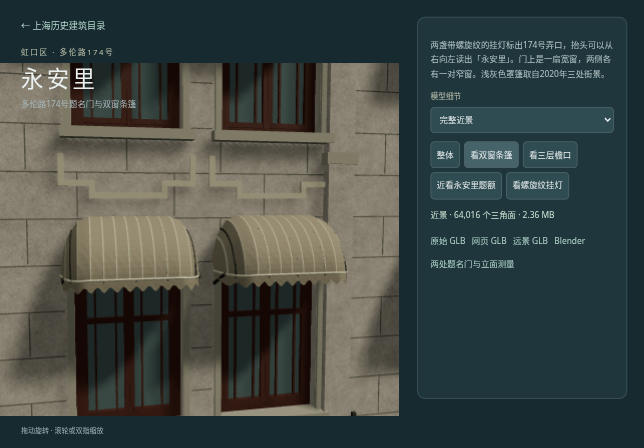 ← 上海历史建筑目录
虹口区 · 多伦路174号
永安里
多伦路174号题名门与双窗条篷
两盏带螺旋纹的挂灯标出174号弄口，抬头可以从
右向左读出「永安里」。门上是一扇宽窗，两侧各
有一对窄窗。浅灰色罩篷取自2020年三处街景。
模型细节
完整近景
整体
看双窗条篷
看三层檐口
近看永安里题额
看螺旋纹挂灯
近景 · 64,016 个三角面 · 2.36 MB
原始 GLB 网页 GLB 远景 GLB Blender
两处题名门与立面测量
拖动旋转 · 滚轮或双指缩放